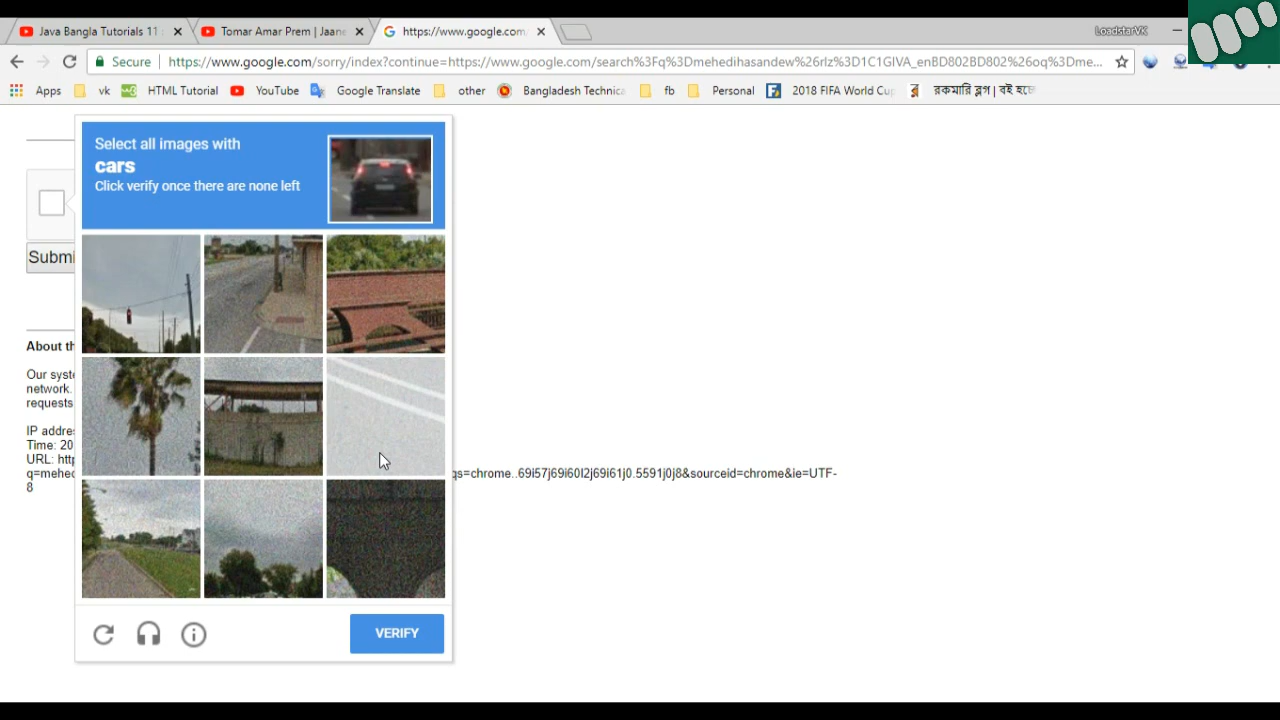 Java Bangla Tutorials 11
Tomar Amar Prem | Jaane
https://www.google.com
LoadstarVK
Secure
https://www.google.com/sorry/index?continue=https://www.google.com/search%3Fq%3Dmehedihasandew%26rlz%3D1C1GIVA_enBD802BD802%26oq%3Dme...
Apps vk HTML Tutorial YouTube Google Translate other Bangladesh Technica fb Personal 2018 FIFA World Cup রকমারি ব্লগ | বই
Select all images with
cars
Click verify once there are none left
Submi
About th
Our syste
network.
requests
IP addre
Time: 20
URL: http
q=mehe qs=chrome..69i57j69i60l2j69i61j0.5591j0j8&sourceid=chrome&ie=UTF-
8
VERIFY